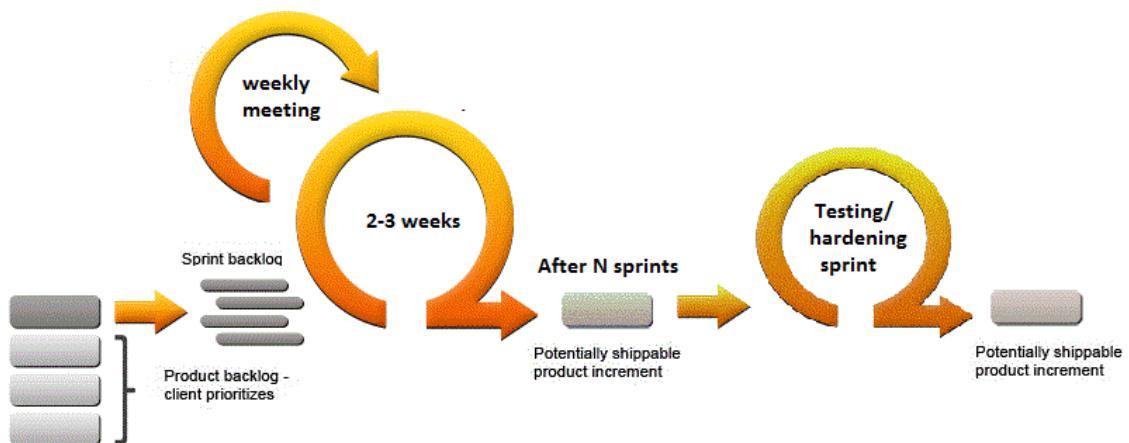 weekly
meeting
2-3 weeks
Sprint backlog
Product backlog -
client prioritizes
After N sprints
Potentially shippable
product increment
Testing/
hardening
sprint
Potentially shippable
product increment